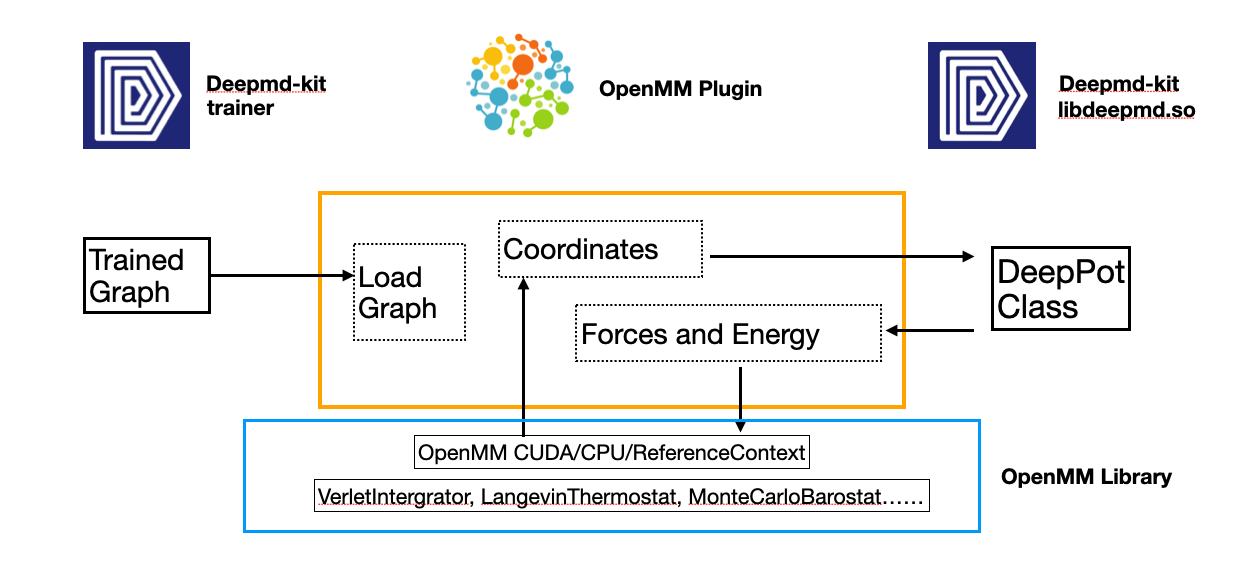 Deepmd-kit
trainer
OpenMM Plugin
Deepmd-kit
libdeepmd.so
Trained
Graph
Load
Graph
Coordinates
Forces and Energy
DeepPot
Class
OpenMM CUDA/CPU/ReferenceContext
VerletIntergrator, LangevinThermostat, MonteCarloBarostat……
OpenMM Library